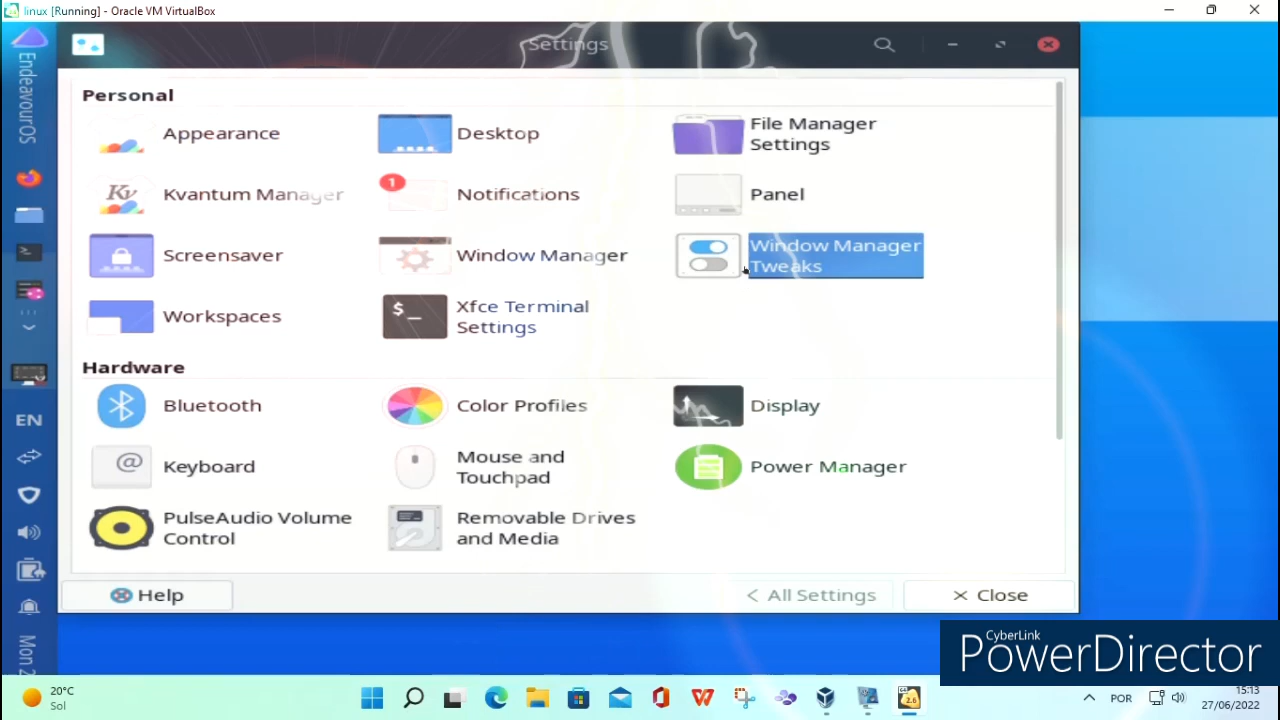 linux [Running] - Oracle VM VirtualBox
EndeavourOS
Settings
Personal
Appearance
Desktop
File Manager
Settings
Kv
Kvantum Manager
1
Notifications
Panel
Screensaver
Window Manager
Window Manager
Tweaks
Workspaces
$_
Xfce Terminal
Settings
Hardware
Bluetooth
Color Profiles
Display
@
Keyboard
Mouse and
Touchpad
Power Manager
PulseAudio Volume
Control
Removable Drives
and Media
EN
Mon 2
Help
< All Settings
Close
CyberLink
PowerDirector
20°C
Sol
POR
15:13
27/06/2022